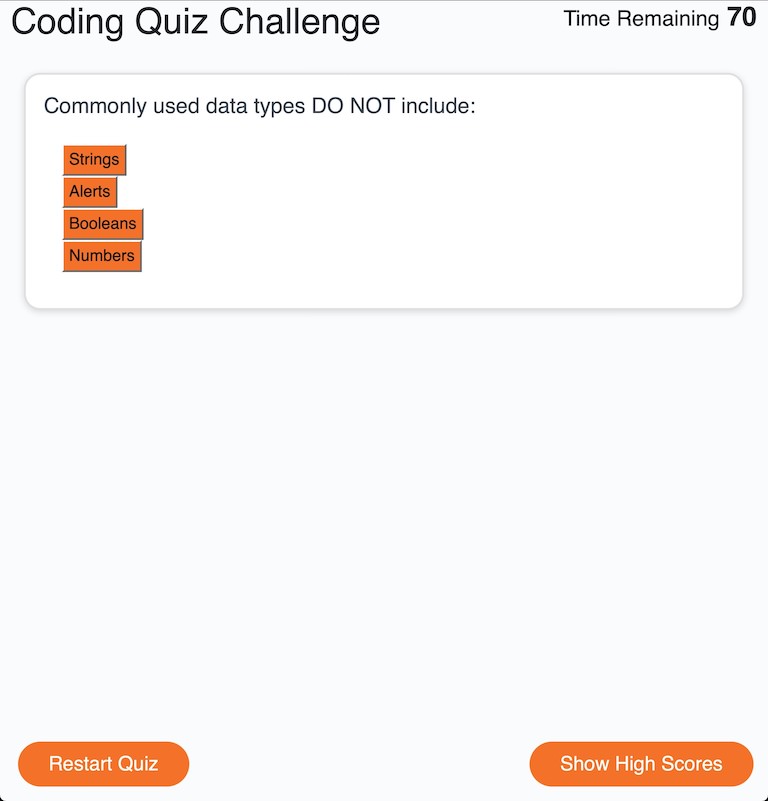 Coding Quiz Challenge
Time Remaining 70
Commonly used data types DO NOT include:
Strings
Alerts
Booleans
Numbers
Restart Quiz
Show High Scores